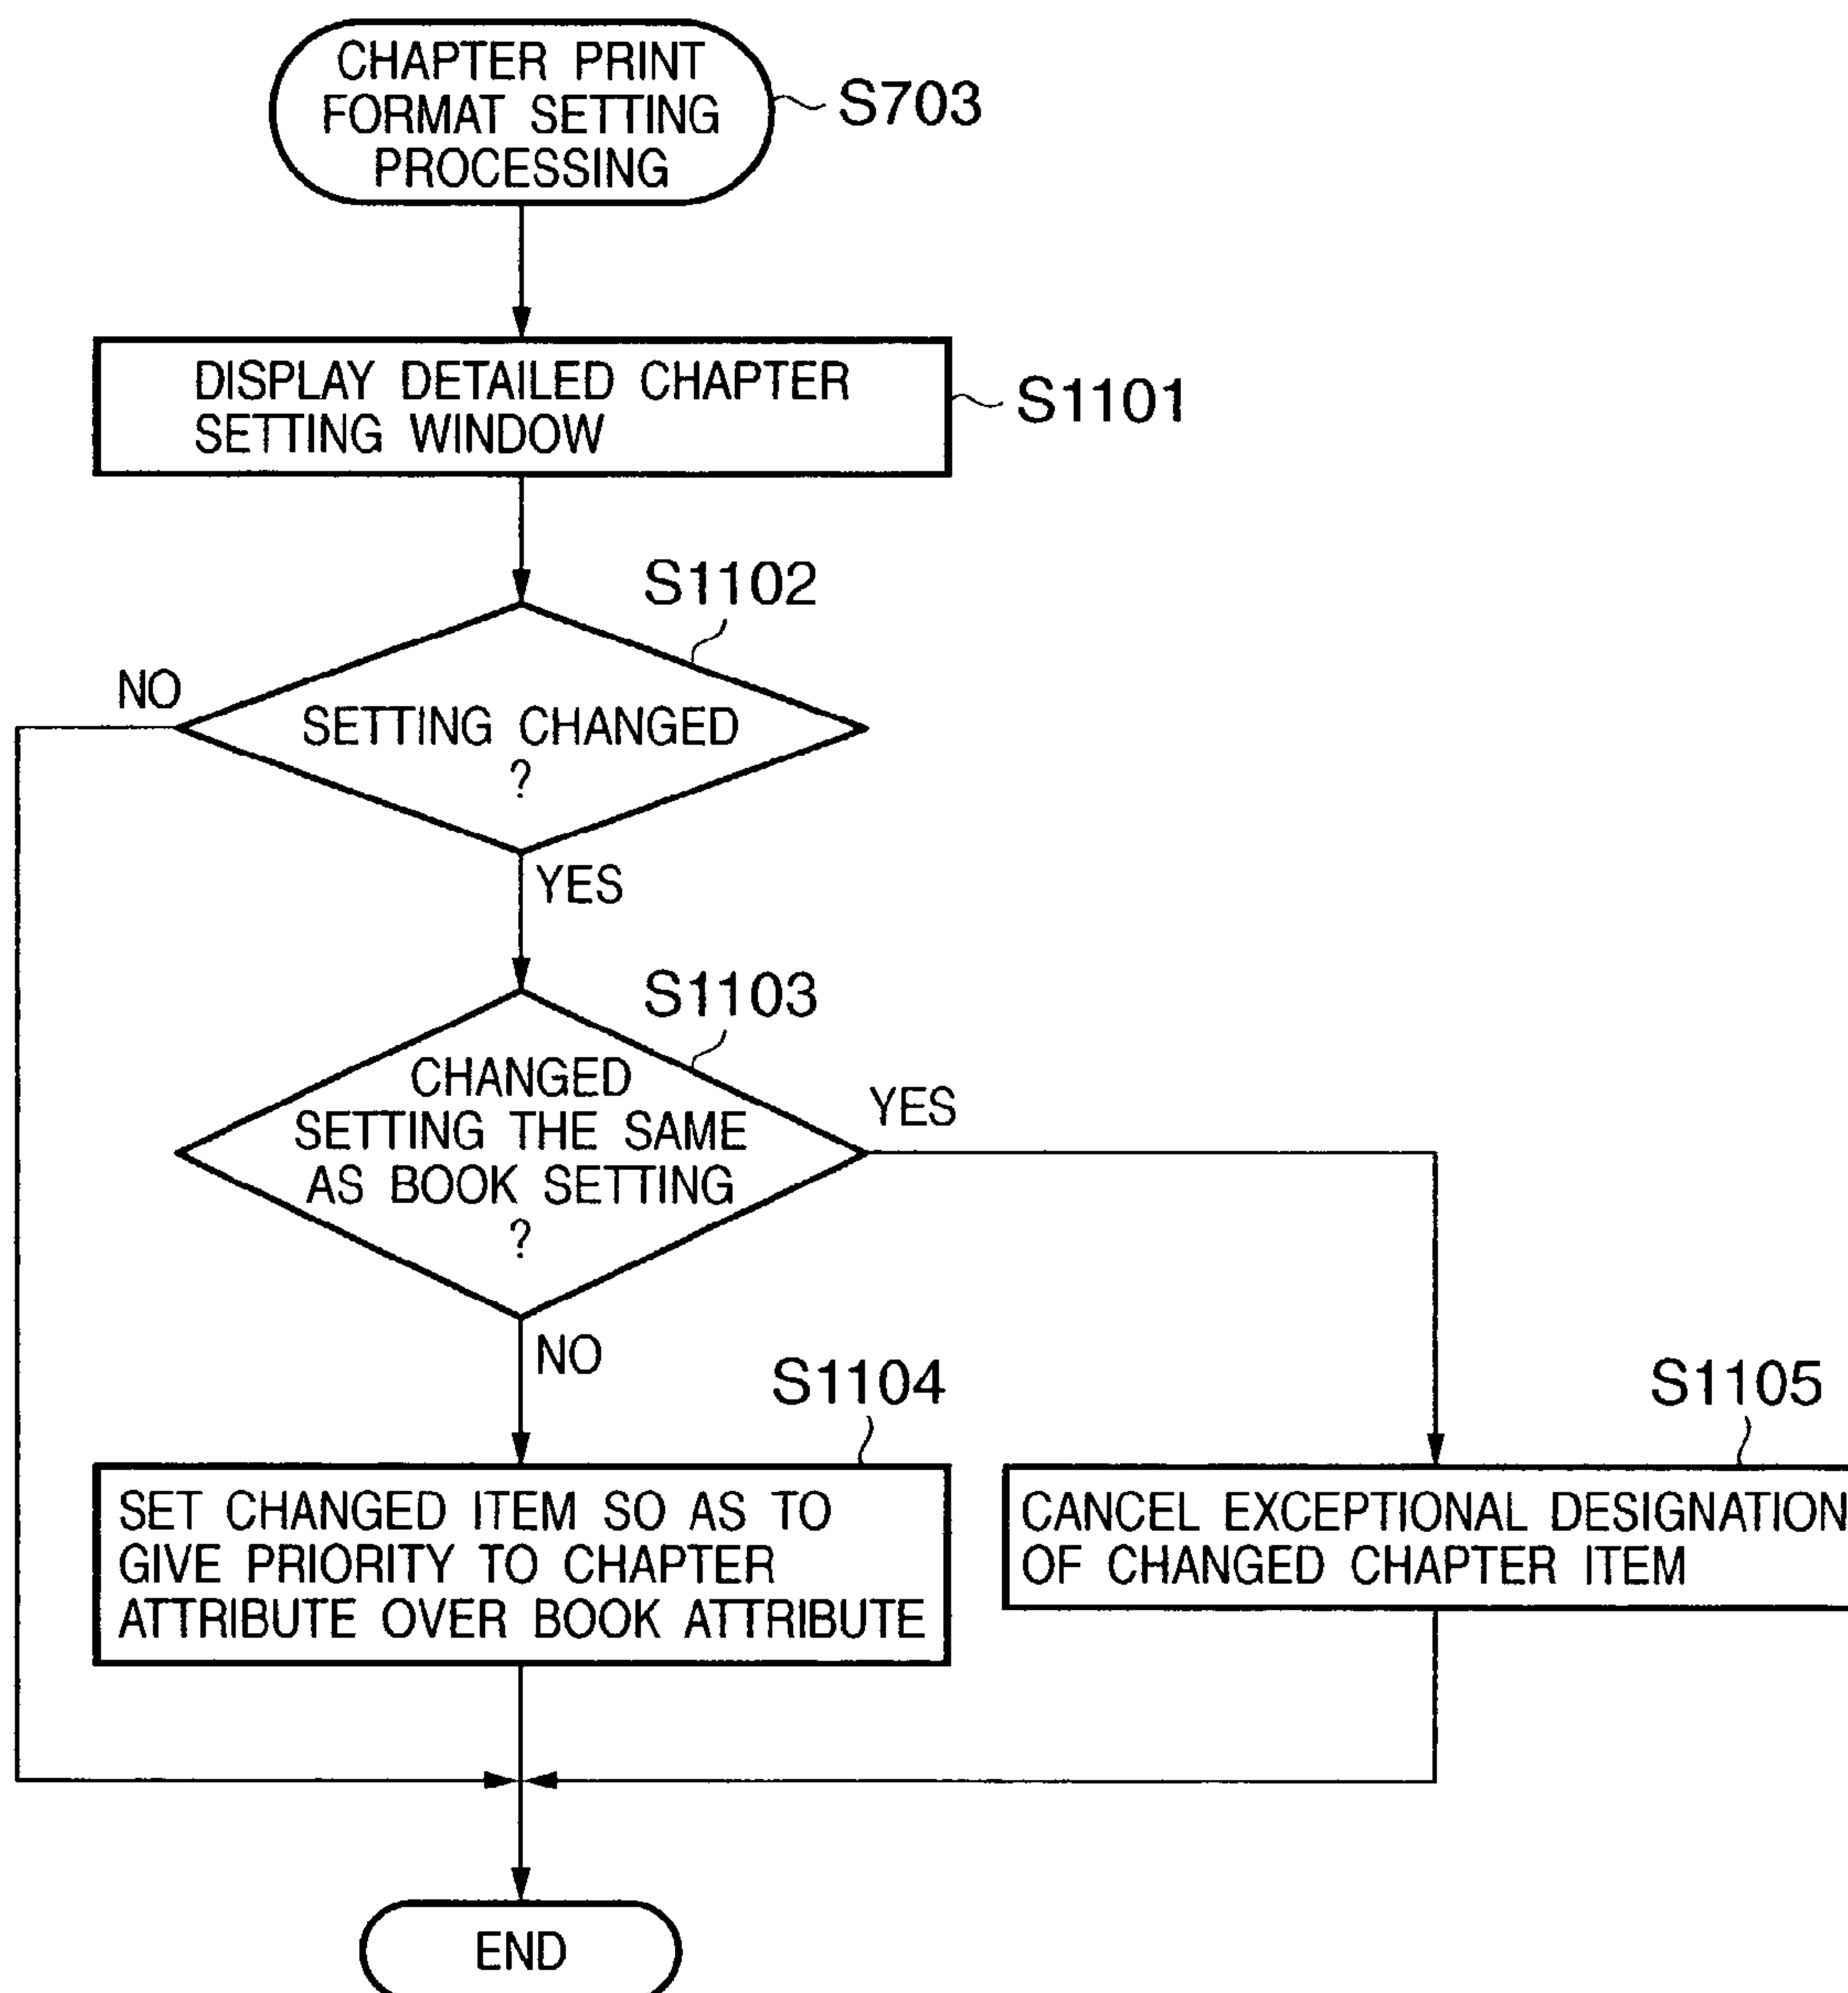 CHAPTER PRINT
FORMAT SETTING
PROCESSING
S703
DISPLAY DETAILED CHAPTER
SETTING WINDOW
S1101
S1102
NO
SETTING CHANGED
?
YES
S1103
CHANGED
SETTING THE SAME
AS BOOK SETTING
?
YES
NO
S1104
SET CHANGED ITEM SO AS TO
GIVE PRIORITY TO CHAPTER
ATTRIBUTE OVER BOOK ATTRIBUTE
S1105
CANCEL EXCEPTIONAL DESIGNATION
OF CHANGED CHAPTER ITEM
END